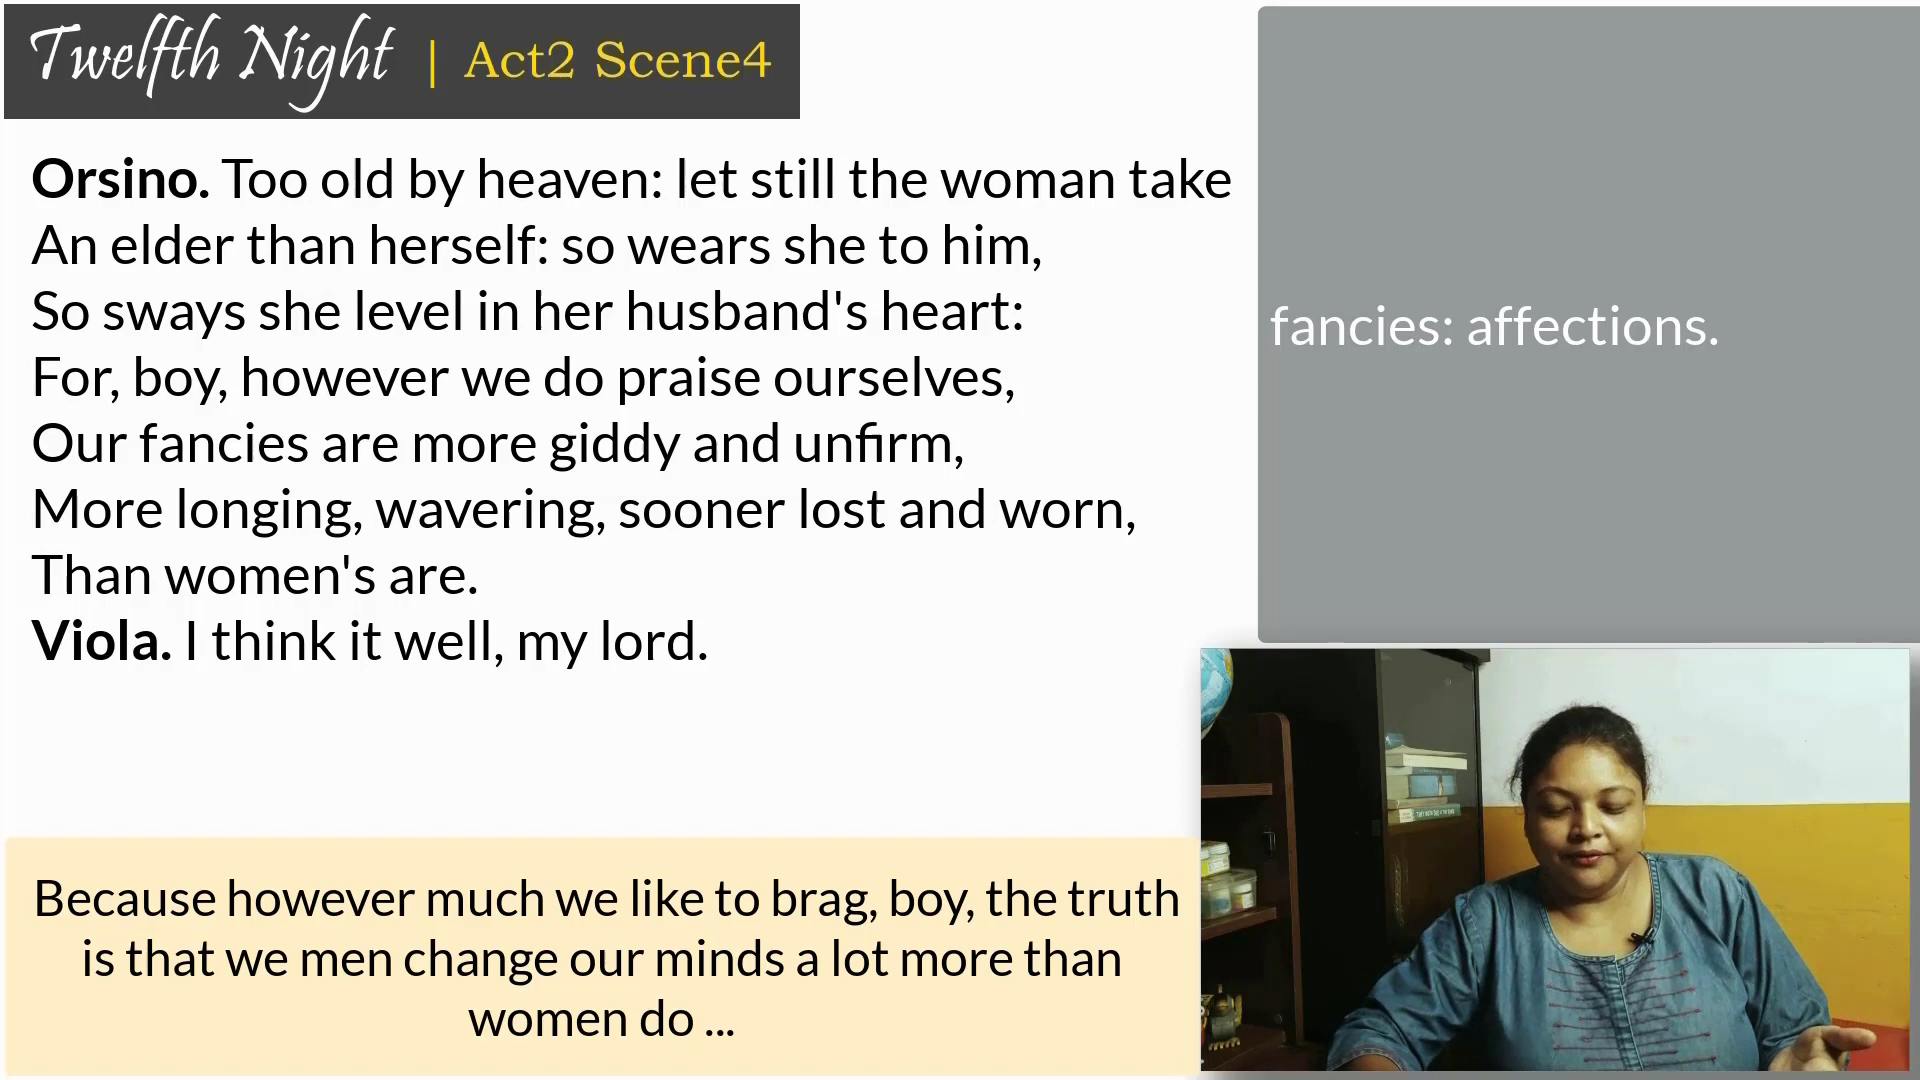 Twelfth Night | Act2 Scene4
Orsino. Too old by heaven: let still the woman take
An elder than herself: so wears she to him,
So sways she level in her husband's heart:
For, boy, however we do praise ourselves,
Our fancies are more giddy and unfirm,
More longing, wavering, sooner lost and worn,
Than women's are.
Viola. I think it well, my lord.
fancies: affections.
Because however much we like to brag, boy, the truth
is that we men change our minds a lot more than
women do ...